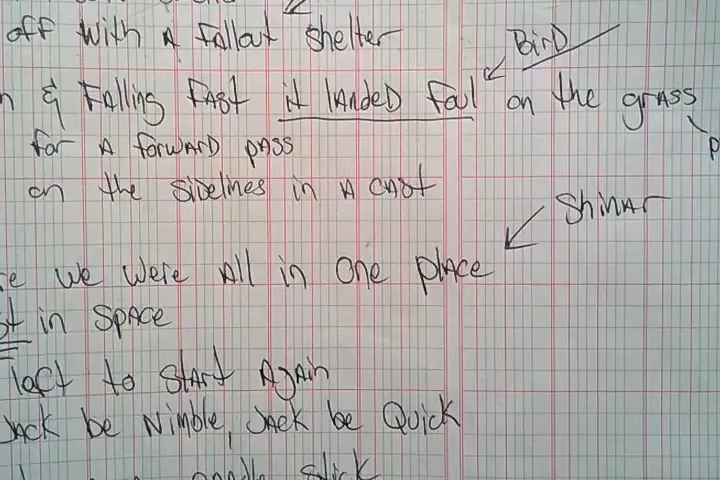 off with A Fallout Shelter
BirD
& Falling Fast it lAndeD foul on the grAss
for A forwarD pAss
on the siDelines in A cAst
ShinAr
we were All in one plAce
in SpAce
left to StArt AgAin
Jack be Nimble, JAck be Quick